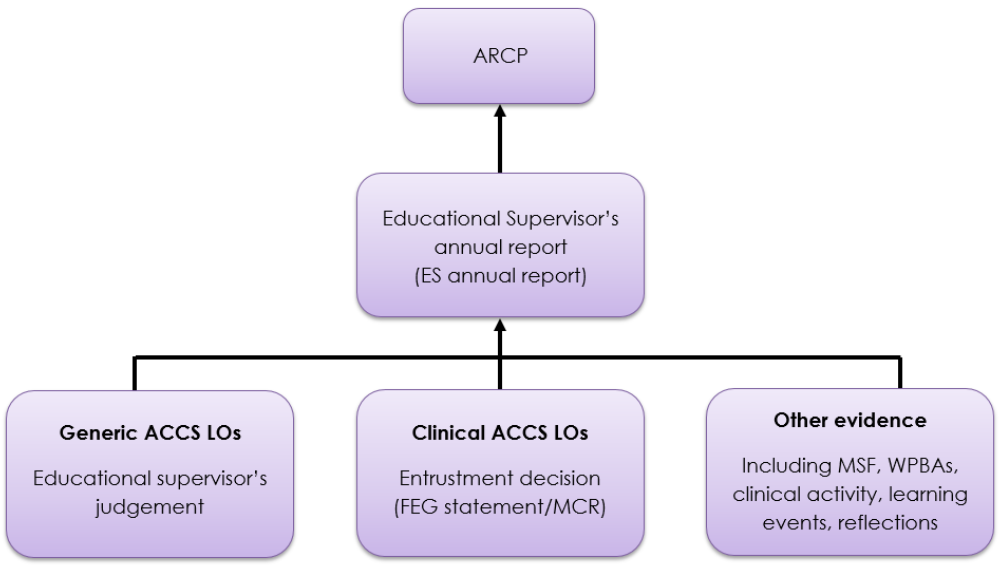 ARCP
Educational Supervisor’s
annual report
(ES annual report)
Generic ACCS LOs
Educational supervisor’s
judgement
Clinical ACCS LOs
Entrustment decision
(FEG statement/MCR)
Other evidence
Including MSF, WPBAs,
clinical activity, learning
events, reflections